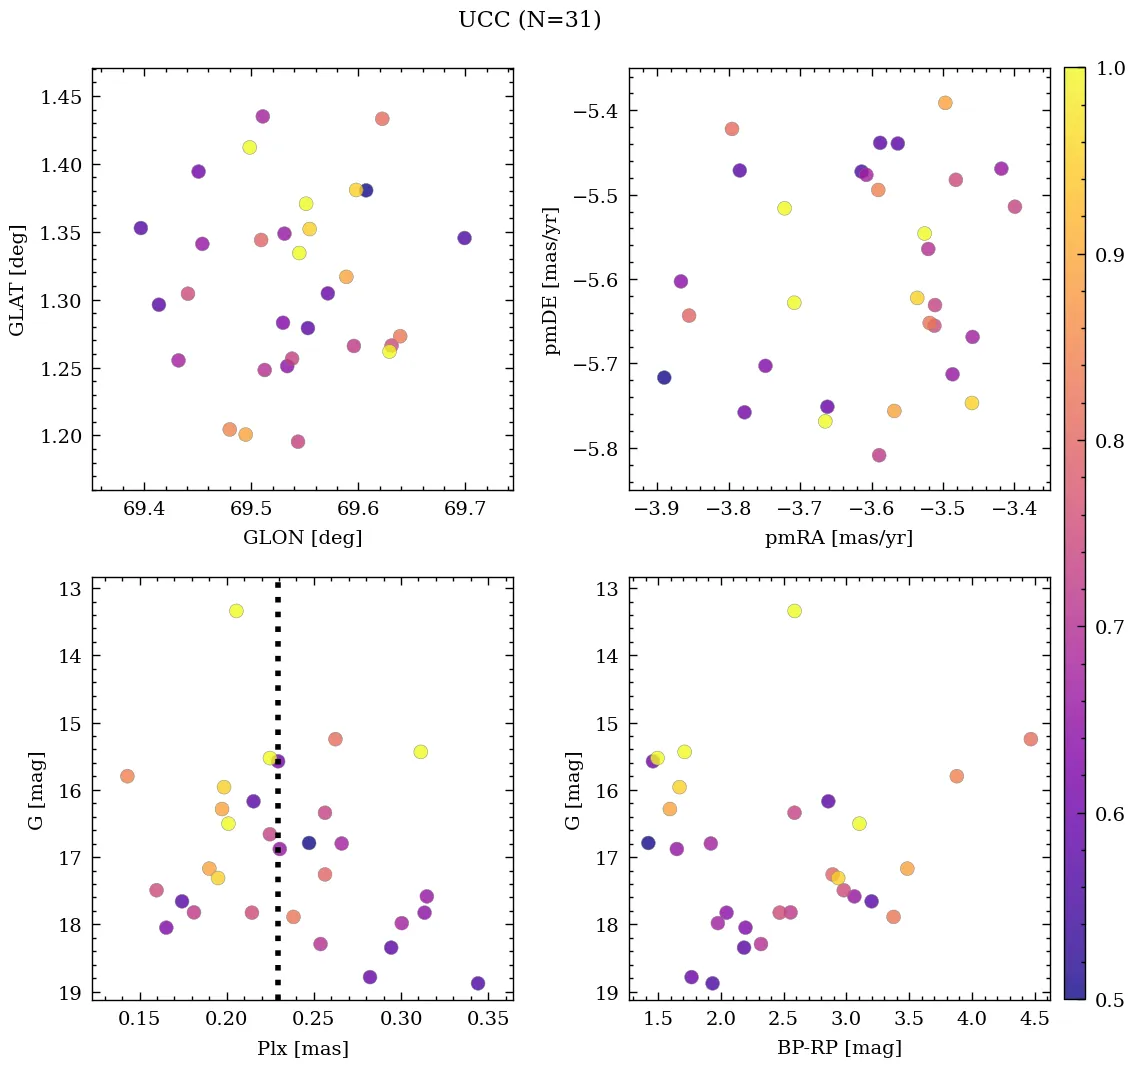 UCC (N=31)
1.45
1.40
1.35
1.30
1.25
1.20
GLAT [deg]
69.4 69.5 69.6 69.7
GLON [deg]
−5.4
−5.5
−5.6
−5.7
−5.8
pmDE [mas/yr]
−3.9 −3.8 −3.7 −3.6 −3.5 −3.4
pmRA [mas/yr]
13
14
15
16
17
18
19
G [mag]
0.15 0.20 0.25 0.30 0.35
Plx [mas]
13
14
15
16
17
18
19
G [mag]
1.5 2.0 2.5 3.0 3.5 4.0 4.5
BP-RP [mag]
1.0
0.9
0.8
0.7
0.6
0.5